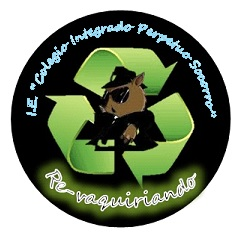 I.E. "Colegio Integrado Perpetuo Socorro"
Re-vaquiriando